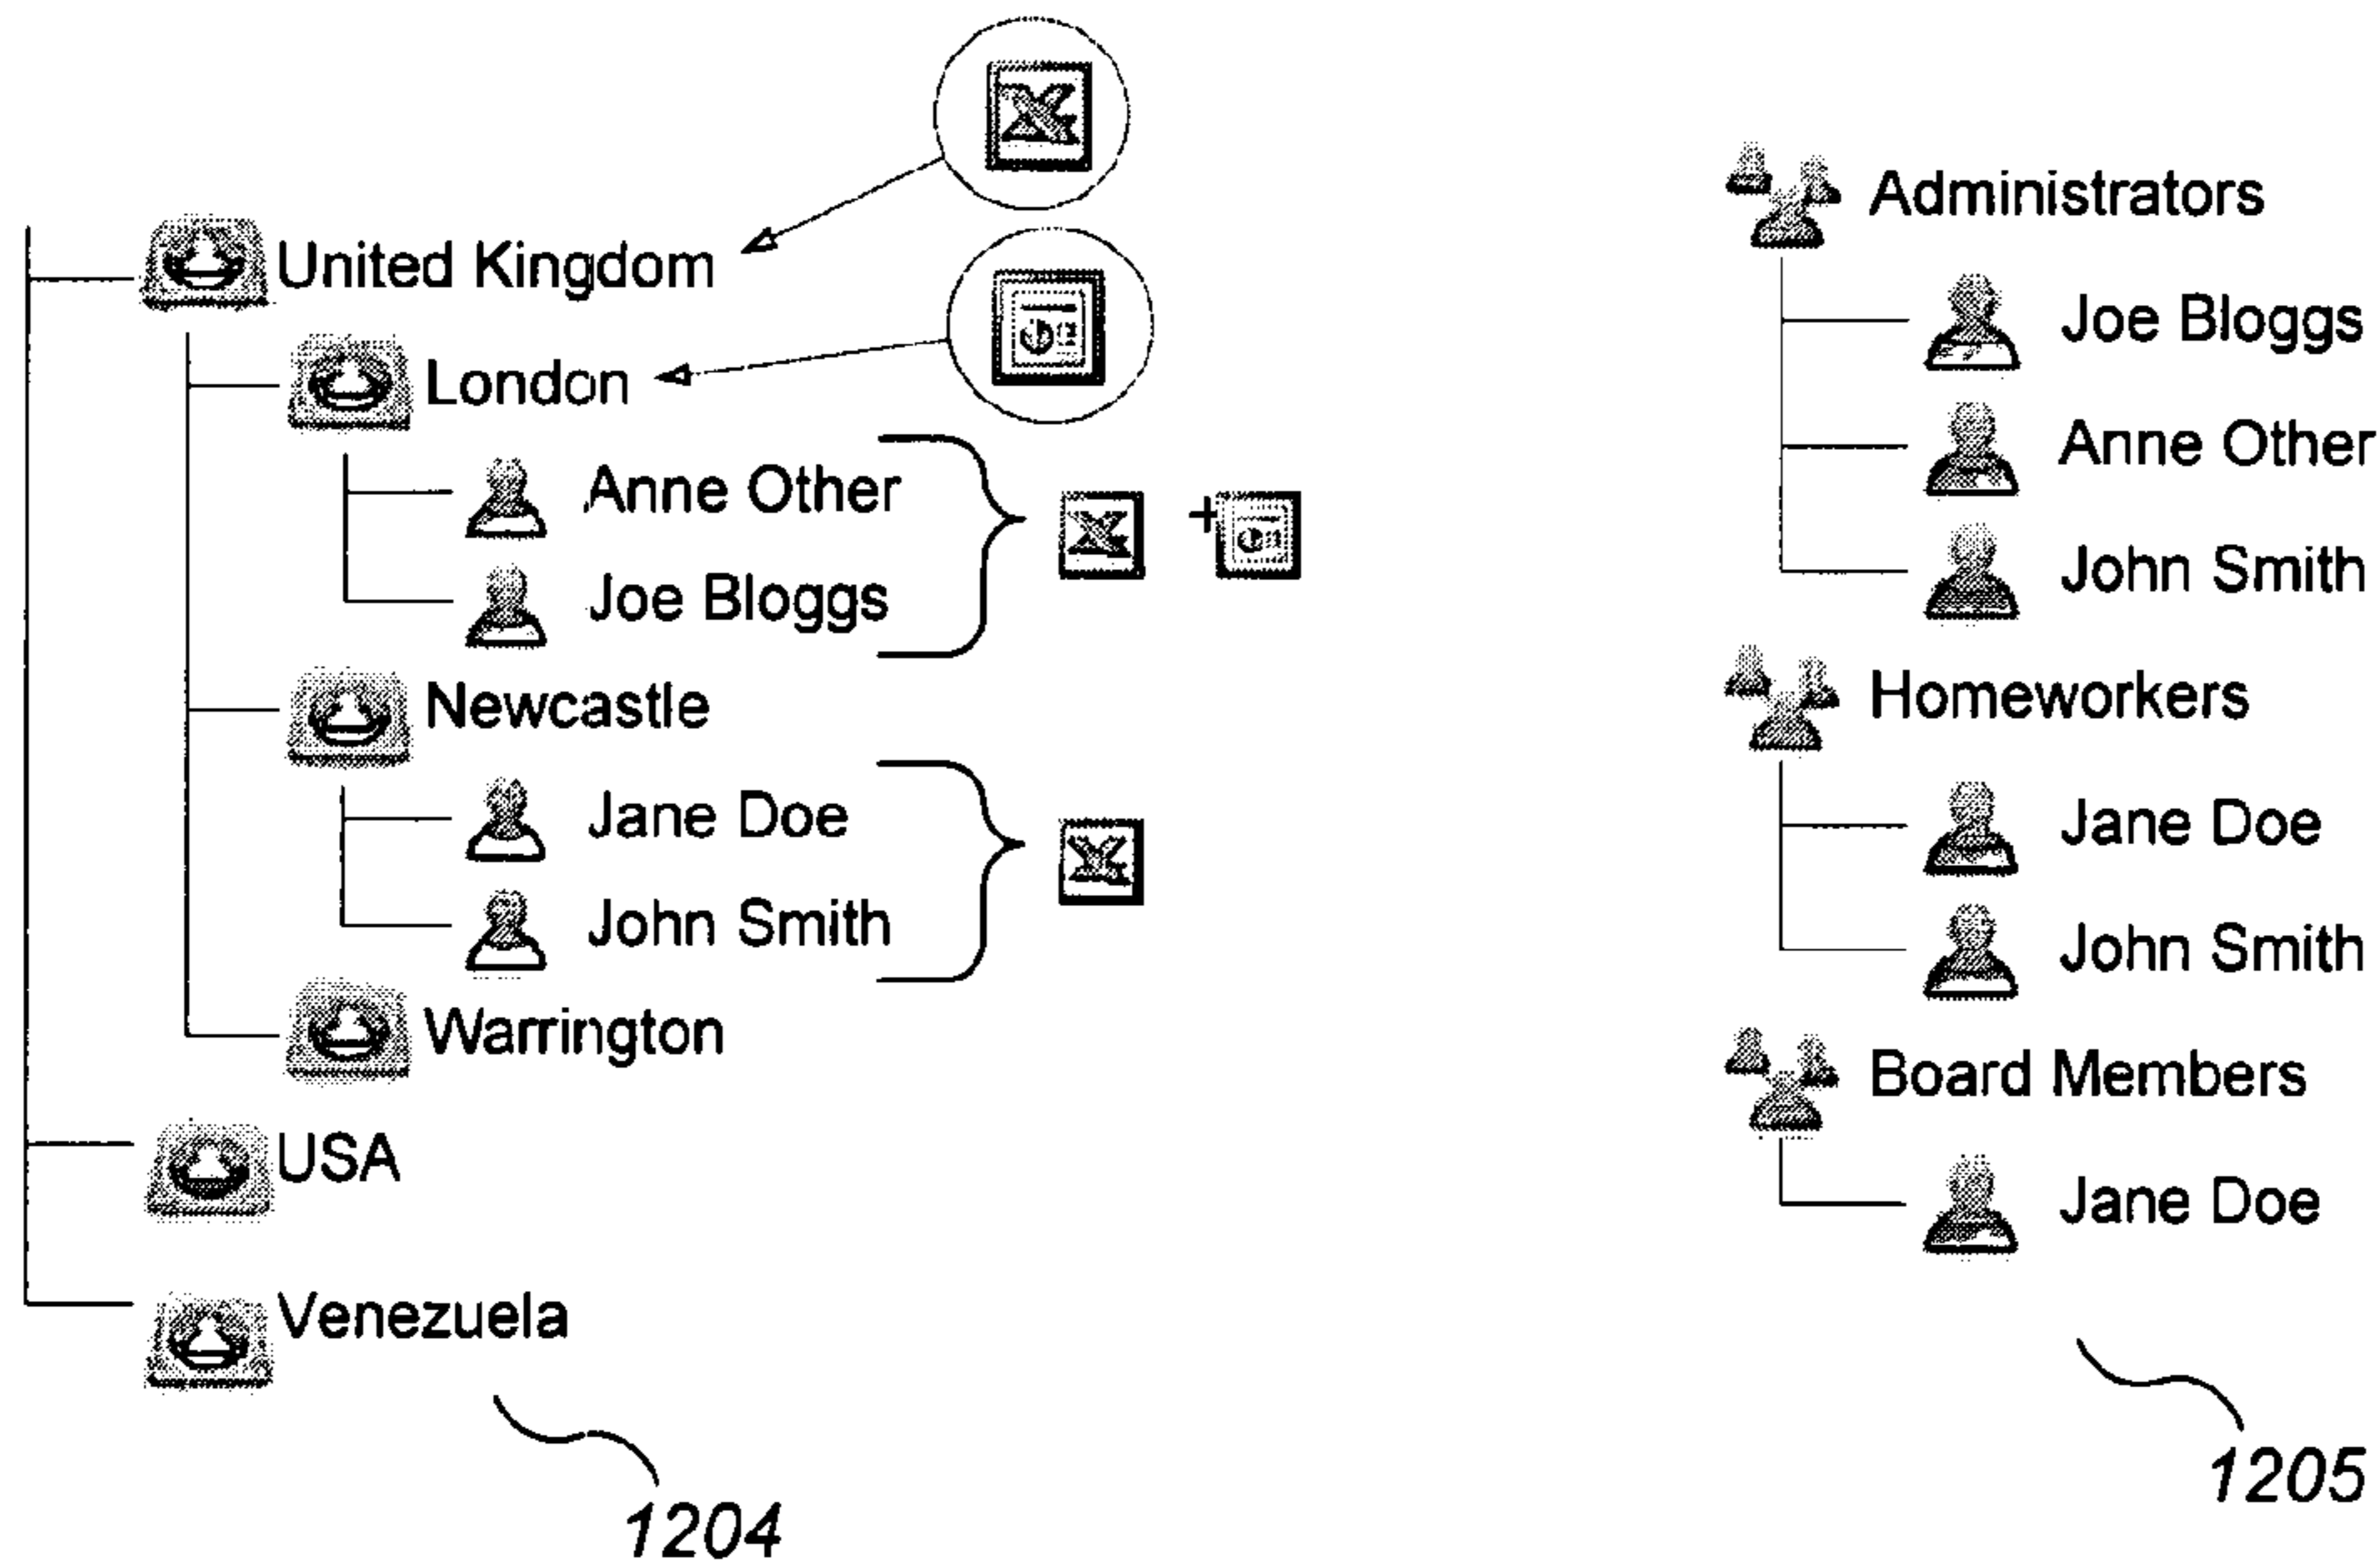 United Kingdom
London
Anne Other
+
Joe Bloggs
Newcastle
Jane Doe
John Smith
Warrington
USA
Venezuela
1204
Administrators
Joe Bloggs
Anne Other
John Smith
Homeworkers
Jane Doe
John Smith
Board Members
Jane Doe
1205